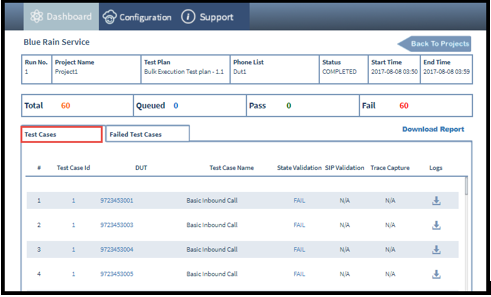 Dashboard Configuration Support
Blue Rain Service
Back To Projects
Run No. Project Name Test Plan Phone List Status Start Time End Time
1 Project1 Bulk Execution Test plan - 1.1 Dut1 COMPLETED 2017-08-08 03:50 2017-08-08 03:59
Total 60 Queued 0 Pass 0 Fail 60
Download Report
Test Cases Failed Test Cases
# Test Case Id DUT Test Case Name State Validation SIP Validation Trace Capture Logs
1 1 9723453001 Basic Inbound Call FAIL N/A N/A
2 1 9723453003 Basic Inbound Call FAIL N/A N/A
3 1 9723453004 Basic Inbound Call FAIL N/A N/A
4 1 9723453005 Basic Inbound Call FAIL N/A N/A